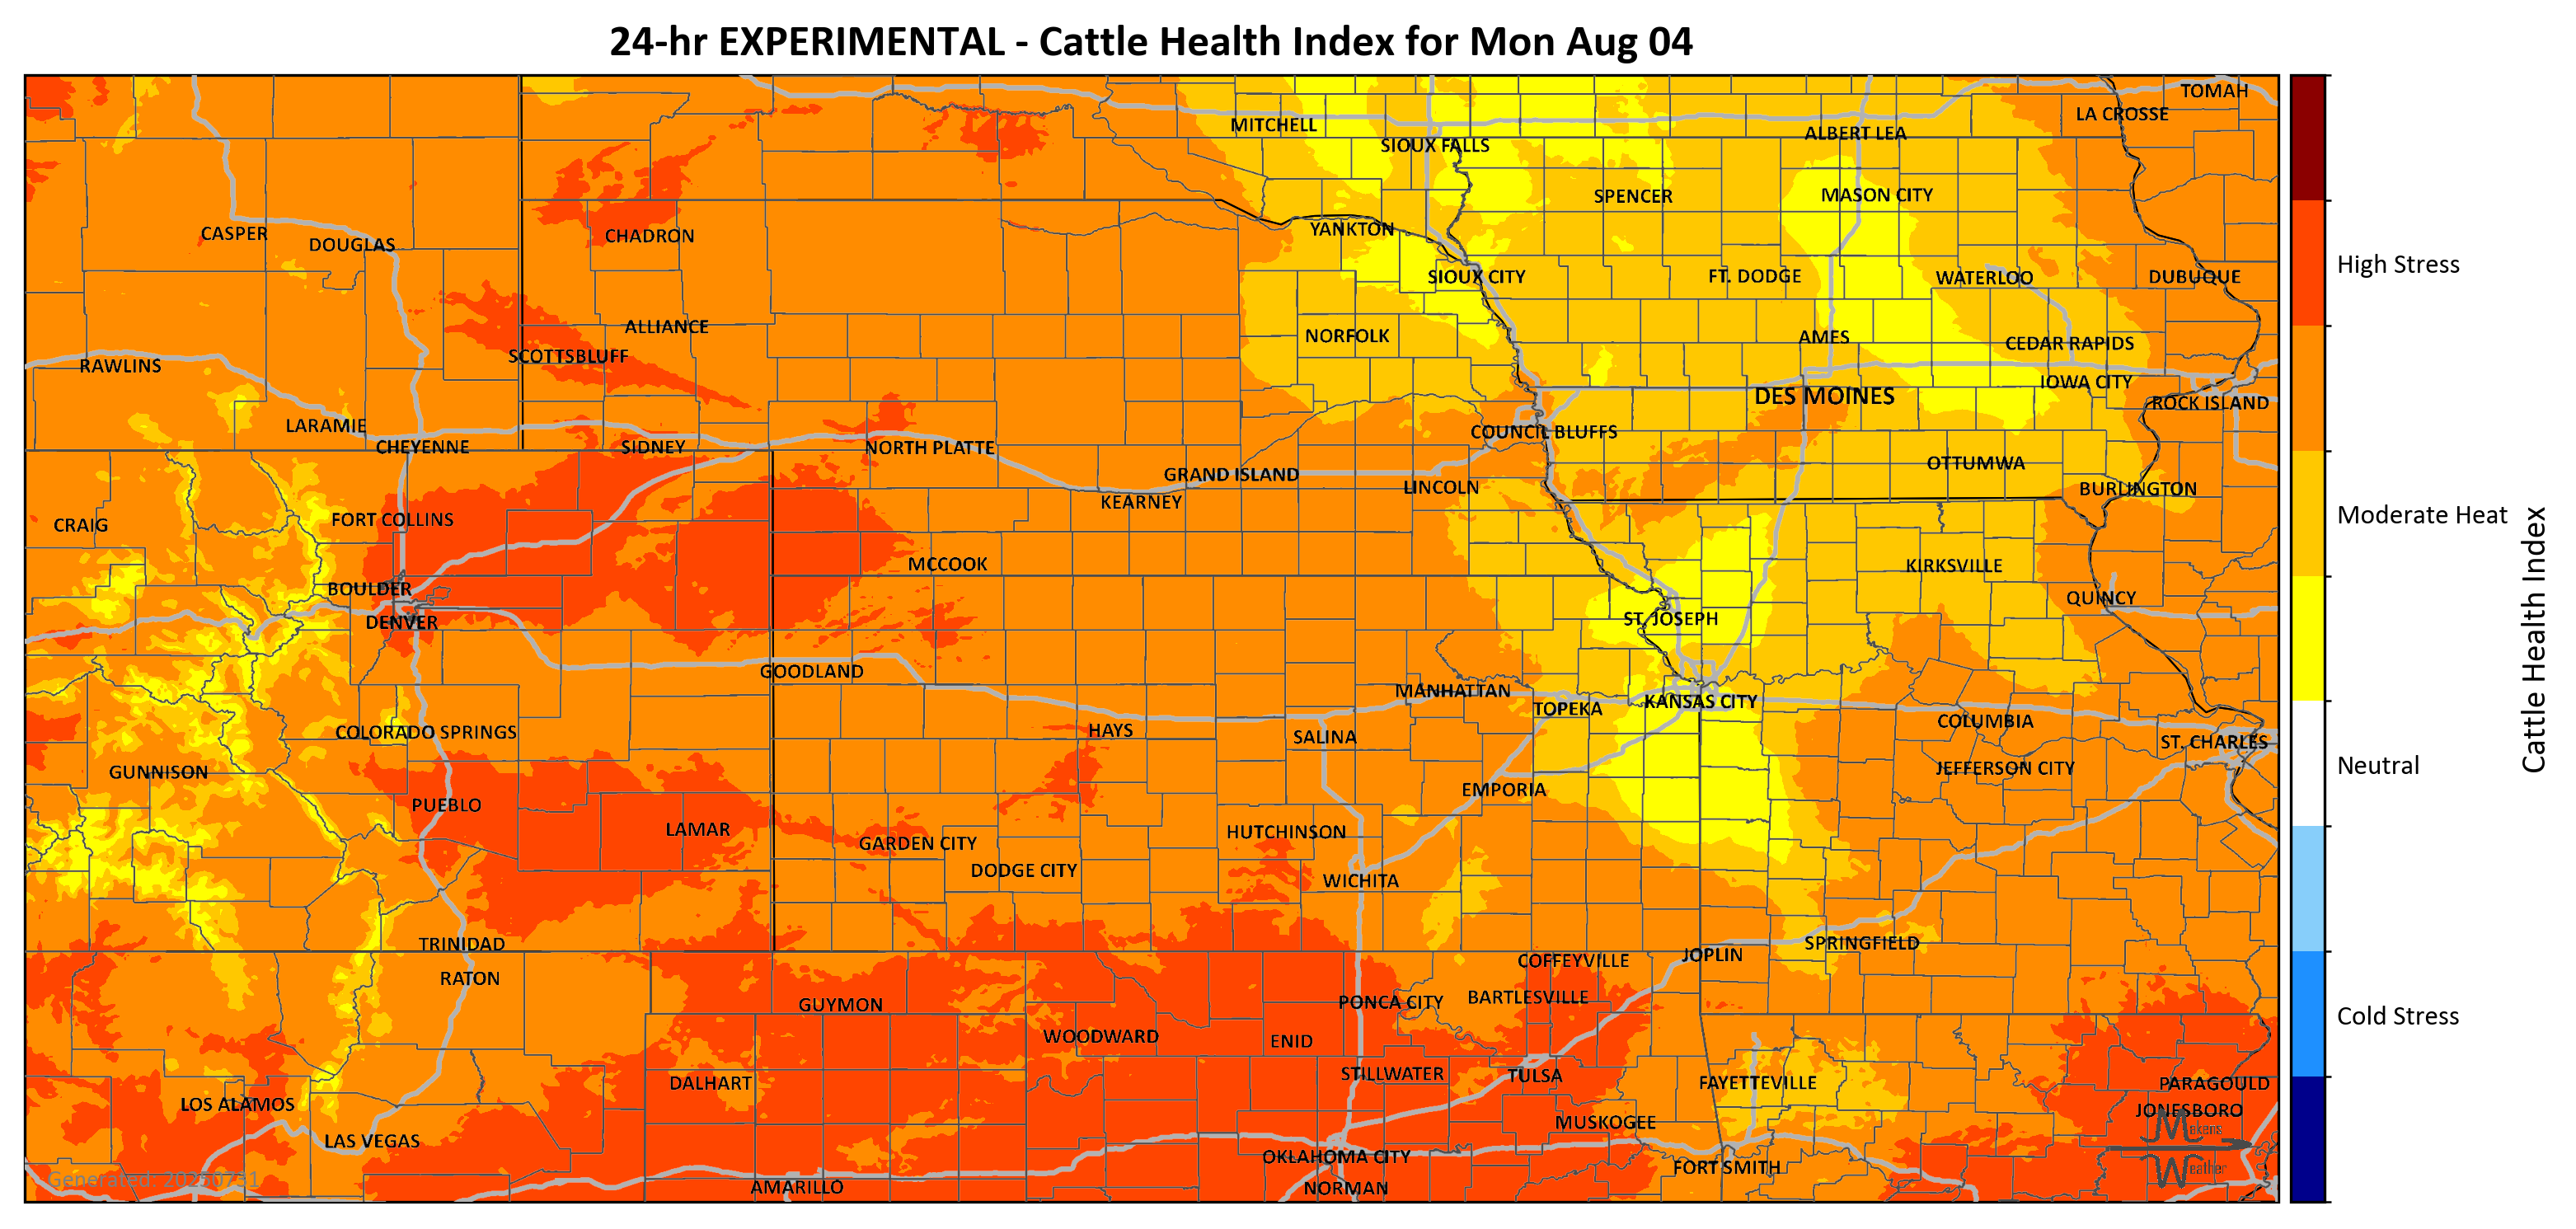 24-hr EXPERIMENTAL - Cattle Health Index for Mon Aug 04
TOMAH
LA CROSSE
MITCHELL
ALBERT LEA
SIOUX FALLS
SPENCER
MASON CITY
CASPER
DOUGLAS
CHADRON
YANKTON
SIOUX CITY
FT. DODGE
WATERLOO
DUBUQUE
High Stress
ALLIANCE
NORFOLK
AMES
CEDAR RAPIDS
SCOTTSBLUFF
RAWLINS
IOWA CITY
DES MOINES
ROCK ISLAND
LARAMIE
COUNCIL BLUFFS
CHEYENNE
SIDNEY
NORTH PLATTE
OTTUMWA
GRAND ISLAND
LINCOLN
BURLINGTON
KEARNEY
Moderate Heat
CRAIG
FORT COLLINS
MCCOOK
KIRKSVILLE
BOULDER
QUINCY
DENVER
ST. JOSEPH
Cattle Health Index
GOODLAND
MANHATTAN
TOPEKA
KANSAS CITY
COLUMBIA
COLORADO SPRINGS
HAYS
SALINA
ST. CHARLES
GUNNISON
JEFFERSON CITY
Neutral
EMPORIA
PUEBLO
LAMAR
HUTCHINSON
GARDEN CITY
DODGE CITY
WICHITA
TRINIDAD
SPRINGFIELD
JOPLIN
COFFEYVILLE
RATON
GUYMON
PONCA CITY
BARTLESVILLE
Cold Stress
WOODWARD
ENID
DALHART
STILLWATER
TULSA
FAYETTEVILLE
PARAGOULD
LOS ALAMOS
JONESBORO
MUSKOGEE
Makens
LAS VEGAS
OKLAHOMA CITY
FORT SMITH
Weather
Generated: 20250731
AMARILLO
NORMAN